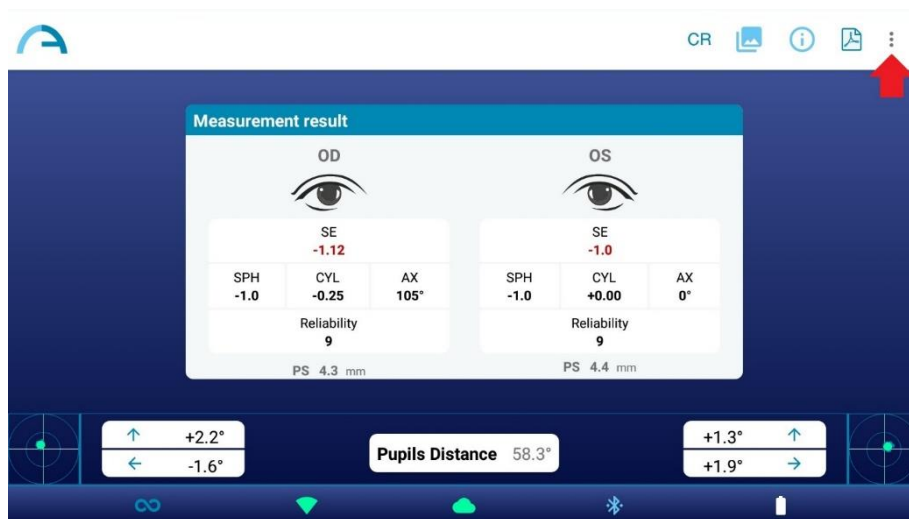 CR
Measurement result
OD OS
SE SE
-1.12 -1.0
SPH CYL AX SPH CYL AX
-1.0 -0.25 105° -1.0 +0.00 0°
Reliability Reliability
9 9
PS 4.3 mm PS 4.4 mm
+2.2° Pupils Distance 58.3° +1.3°
-1.6° +1.9°